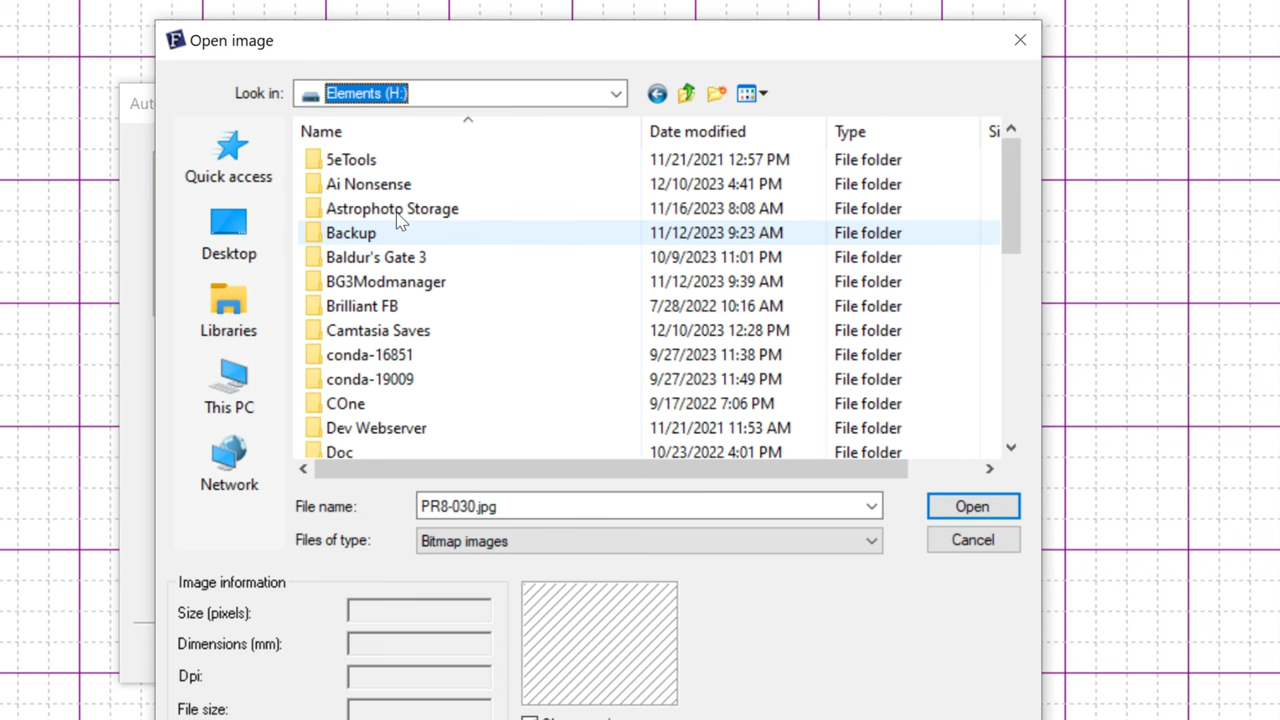 Open image
Aut
Look in: Elements (H:)
Name Date modified Type Si
5eTools 11/21/2021 12:57 PM File folder
Ai Nonsense 12/10/2023 4:41 PM File folder
Astrophoto Storage 11/16/2023 8:08 AM File folder
Backup 11/12/2023 9:23 AM File folder
Baldur's Gate 3 10/9/2023 11:01 PM File folder
BG3Modmanager 11/12/2023 9:39 AM File folder
Brilliant FB 7/28/2022 10:16 AM File folder
Camtasia Saves 12/10/2023 12:28 PM File folder
conda-16851 9/27/2023 11:38 PM File folder
conda-19009 9/27/2023 11:49 PM File folder
COne 9/17/2022 7:06 PM File folder
Dev Webserver 11/21/2021 11:53 AM File folder
Doc 10/23/2022 4:01 PM File folder
Quick access
Desktop
Libraries
This PC
Network
File name: PR8-030.jpg Open
Files of type: Bitmap images Cancel
Image information
Size (pixels):
Dimensions (mm):
Dpi:
File size: